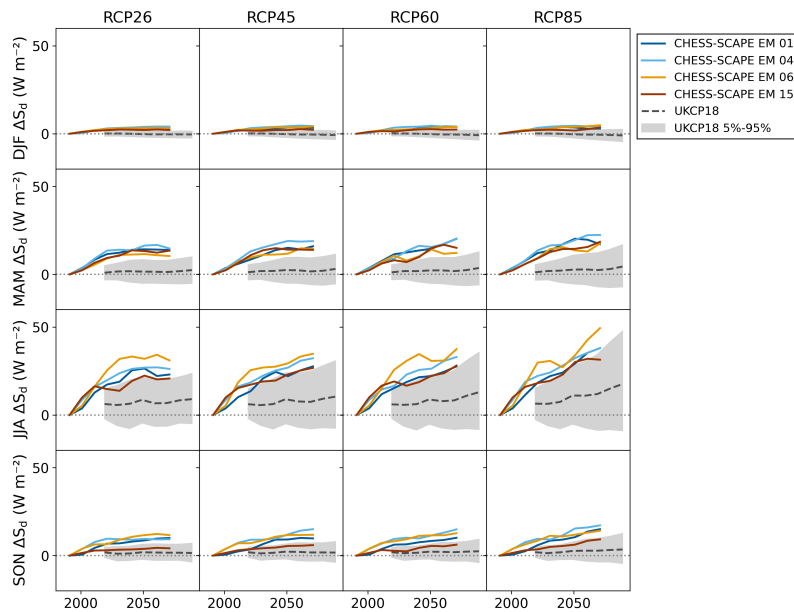 RCP26 RCP45 RCP60 RCP85
CHESS-SCAPE EM 01
CHESS-SCAPE EM 04
CHESS-SCAPE EM 06
CHESS-SCAPE EM 15
UKCP18
UKCP18 5%-95%
DJF ΔSd (W m⁻²)
50
0
MAM ΔSd (W m⁻²)
50
0
JJA ΔSd (W m⁻²)
50
0
SON ΔSd (W m⁻²)
50
0
2000 2050 2000 2050 2000 2050 2000 2050